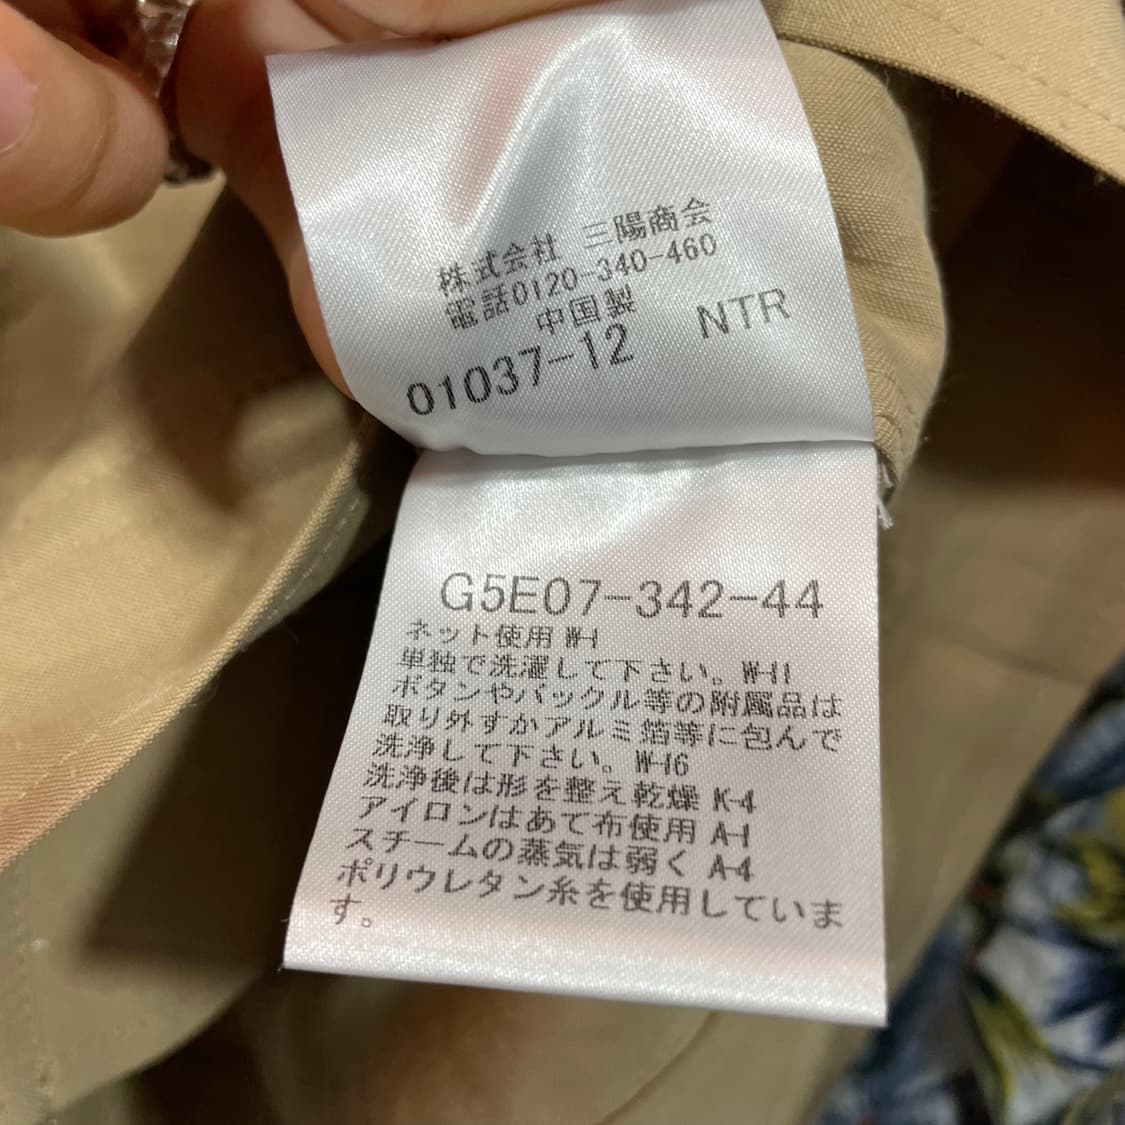 株式会社 三陽商会
電話0120-340-460
中国製
01037-12 NTR
G5E07-342-44
ネット使用 W-1
単独で洗濯して下さい。W-11
ボタンやバックル等の附属品は
取り外すかアルミ箔等に包んで
洗浄して下さい。W-16
洗浄後は形を整え乾燥 K-4
アイロンはあて布使用 A-1
スチームの蒸気は弱く A-4
ポリウレタン糸を使用していま
す。